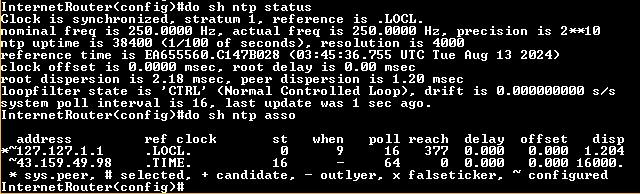 InternetRouter(config)#do sh ntp status
Clock is synchronized, stratum 1, reference is .LOCL.
nominal freq is 250.0000 Hz, actual freq is 250.0000 Hz, precision is 2**10
ntp uptime is 38400 (1/100 of seconds), resolution is 4000
reference time is EA655560.C147B028 (03:45:36.755 UTC Tue Aug 13 2024)
clock offset is 0.0000 msec, root delay is 0.00 msec
root dispersion is 2.18 msec, peer dispersion is 1.20 msec
loopfilter state is 'CTRL' (Normal Controlled Loop), drift is 0.000000000 s/s
system poll interval is 16, last update was 1 sec ago.
InternetRouter(config)#do sh ntp asso
address ref clock st when poll reach delay offset disp
*~127.127.1.1 .LOCL. 0 9 16 377 0.000 0.000 1.204
~43.159.49.98 .TIME. 16 - 64 0 0.000 0.000 16000.
* sys.peer, # selected, + candidate, - outlyer, x falseticker, ~ configured
InternetRouter(config)#